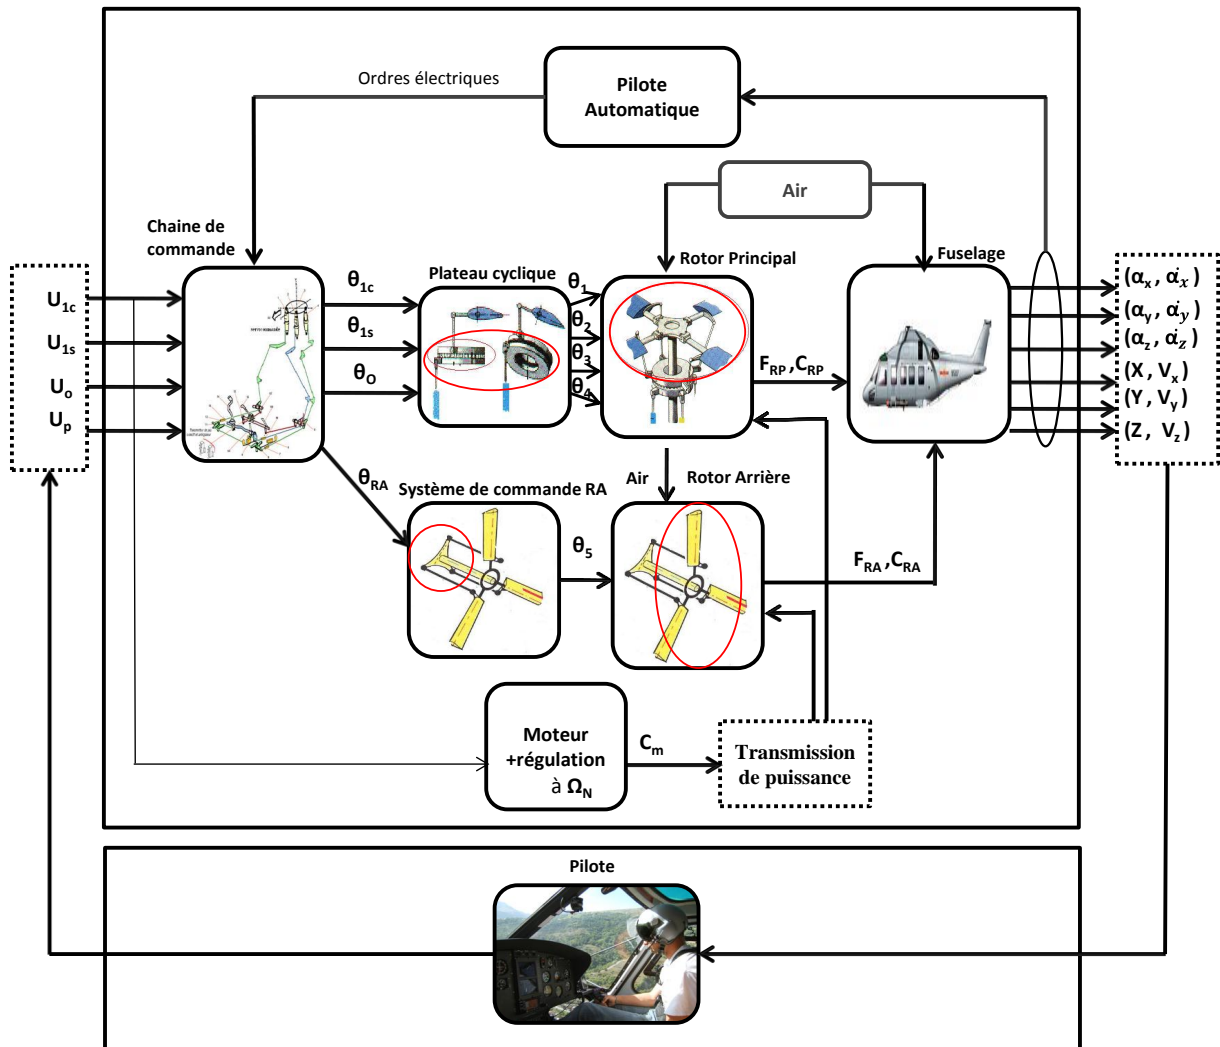 Ordres électriques
Pilote
Automatique
Air
Chaine de
commande
Plateau cyclique
Rotor Principal
Fuselage
U1c
U1s
Uo
Up
θ1c
θ1s
θO
θ1
θ2
θ3
θ4
FRP,CRP
(αx , α̇x)
(αy , α̇y)
(αz , α̇z)
(X , Vx)
(Y , Vy)
(Z , Vz)
θRA
Système de commande RA
Air
Rotor Arrière
θ5
FRA,CRA
Moteur
+régulation
à ΩN
Cm
Transmission
de puissance
Pilote